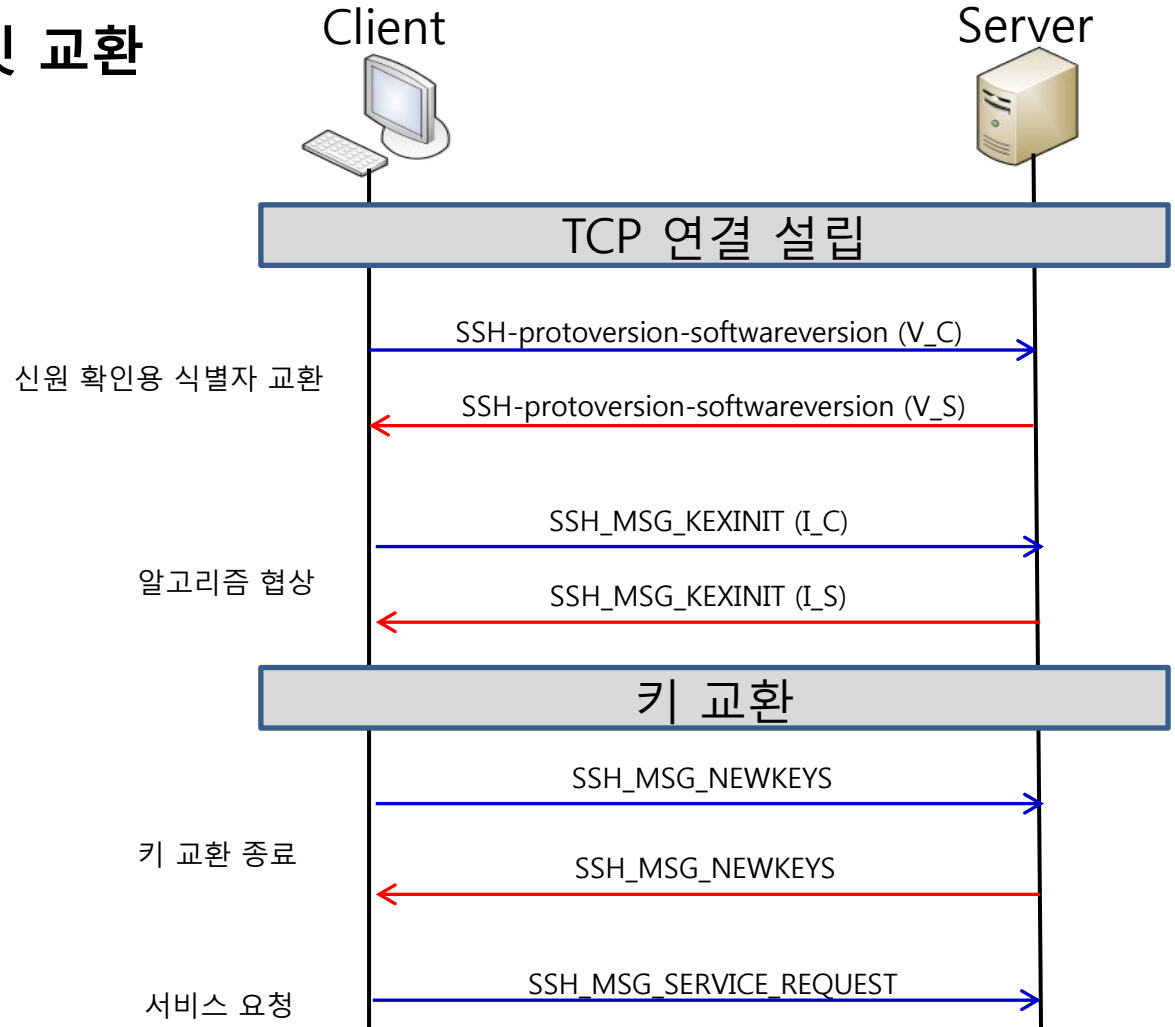 교환
Client
Server
TCP 연결 설립
SSH-protoversion-softwareversion (V_C)
신원 확인용 식별자 교환
SSH-protoversion-softwareversion (V_S)
SSH_MSG_KEXINIT (I_C)
알고리즘 협상
SSH_MSG_KEXINIT (I_S)
키 교환
SSH_MSG_NEWKEYS
키 교환 종료
SSH_MSG_NEWKEYS
SSH_MSG_SERVICE_REQUEST
서비스 요청